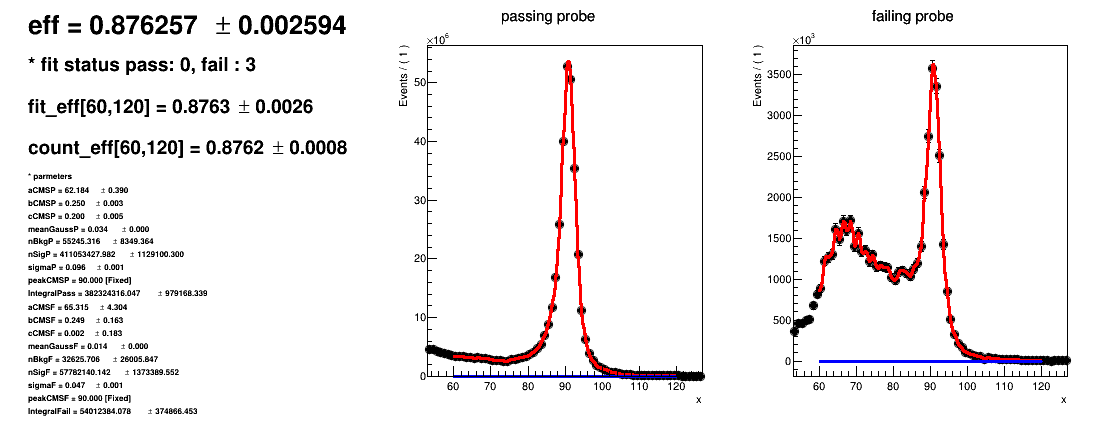 eff = 0.876257 ± 0.002594
* fit status pass: 0, fail : 3
fit_eff[60,120] = 0.8763 ± 0.0026
count_eff[60,120] = 0.8762 ± 0.0008
* parmeters
aCMSP = 62.184 ± 0.390
bCMSP = 0.250 ± 0.003
cCMSP = 0.200 ± 0.005
meanGaussP = 0.034 ± 0.000
nBkgP = 55245.316 ± 8349.364
nSigP = 411053427.982 ± 1129100.300
sigmaP = 0.096 ± 0.001
peakCMSP = 90.000 [Fixed]
IntegralPass = 382324316.047 ± 979168.339
aCMSF = 65.315 ± 4.304
bCMSF = 0.249 ± 0.163
cCMSF = 0.002 ± 0.183
meanGaussF = 0.014 ± 0.000
nBkgF = 32625.706 ± 26005.847
nSigF = 57782140.142 ± 1373389.552
sigmaF = 0.047 ± 0.001
peakCMSF = 90.000 [Fixed]
IntegralFail = 54012384.078 ± 374866.453
passing probe
×10⁶
Events / ( 1 )
50
40
30
20
10
0
60 70 80 90 100 110 120
x
failing probe
×10³
Events / ( 1 )
3500
3000
2500
2000
1500
1000
500
0
60 70 80 90 100 110 120
x